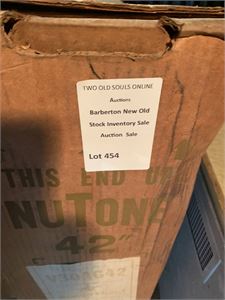 TWO OLD SOULS ONLINE
Auctions
Barberton New Old
Stock Inventory Sale
Auction Sale
Lot 454
THIS END UP
NUTONE
42"